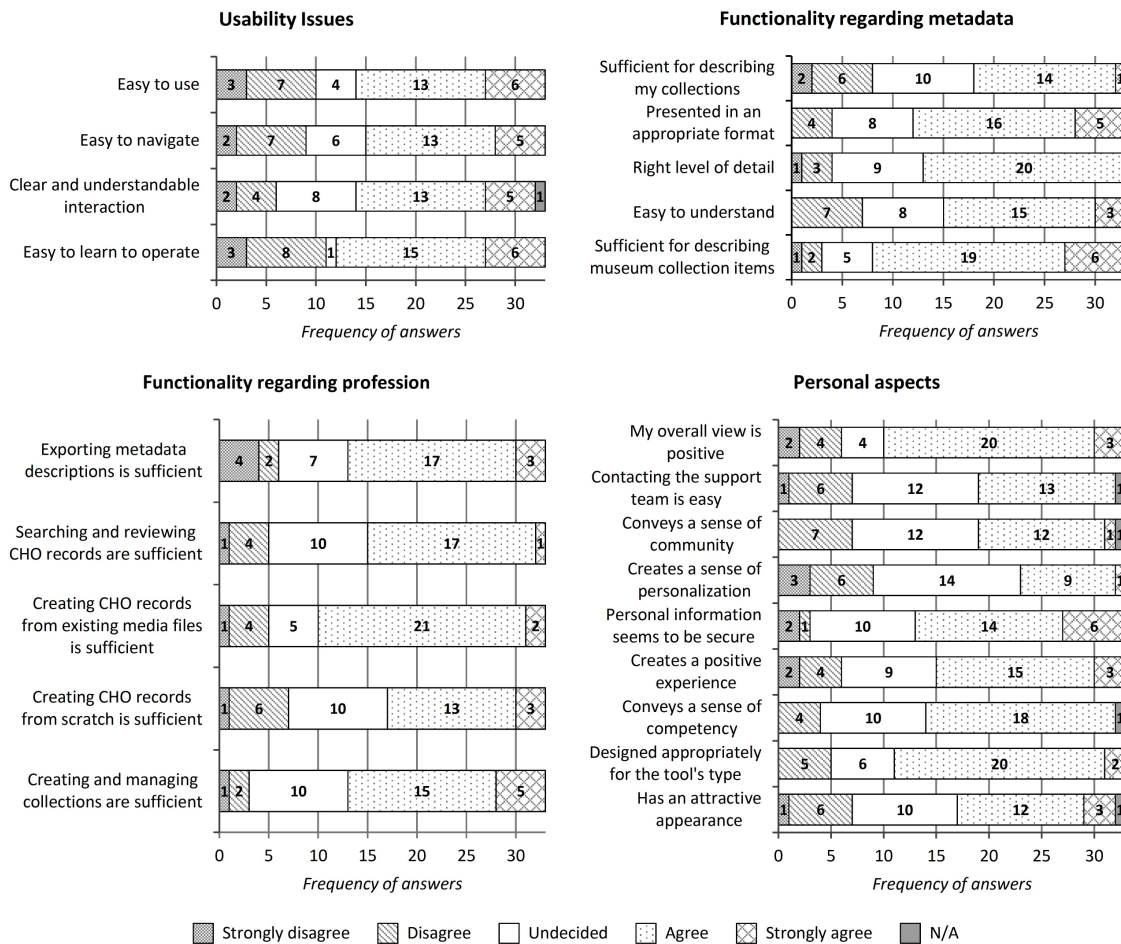 Usability Issues
Easy to use
3 7 4 13 6
Easy to navigate
2 7 6 13 5
Clear and understandable
interaction
2 4 8 13 5 1
Easy to learn to operate
3 8 1 15 6
0 5 10 15 20 25 30
Frequency of answers
Functionality regarding metadata
Sufficient for describing
my collections
2 6 10 14 1
Presented in an
appropriate format
4 8 16 5
Right level of detail
1 3 9 20
Easy to understand
7 8 15 3
Sufficient for describing
museum collection items
1 2 5 19 6
0 5 10 15 20 25 30
Frequency of answers
Functionality regarding profession
Exporting metadata
descriptions is sufficient
4 2 7 17 3
Searching and reviewing
CHO records are sufficient
1 4 10 17 1
Creating CHO records
from existing media files
is sufficient
1 4 5 21 2
Creating CHO records
from scratch is sufficient
1 6 10 13 3
Creating and managing
collections are sufficient
1 2 10 15 5
0 5 10 15 20 25 30
Frequency of answers
Personal aspects
My overall view is
positive
2 4 4 20 3
Contacting the support
team is easy
1 6 12 13 1
Conveys a sense of
community
7 12 12 1 1
Creates a sense of
personalization
3 6 14 9 1
Personal information
seems to be secure
2 1 10 14 6
Creates a positive
experience
2 4 9 15 3
Conveys a sense of
competency
4 10 18 1
Designed appropriately
for the tool's type
5 6 20 2
Has an attractive
appearance
1 6 10 12 3 1
0 5 10 15 20 25 30
Frequency of answers
Strongly disagree Disagree Undecided Agree Strongly agree N/A